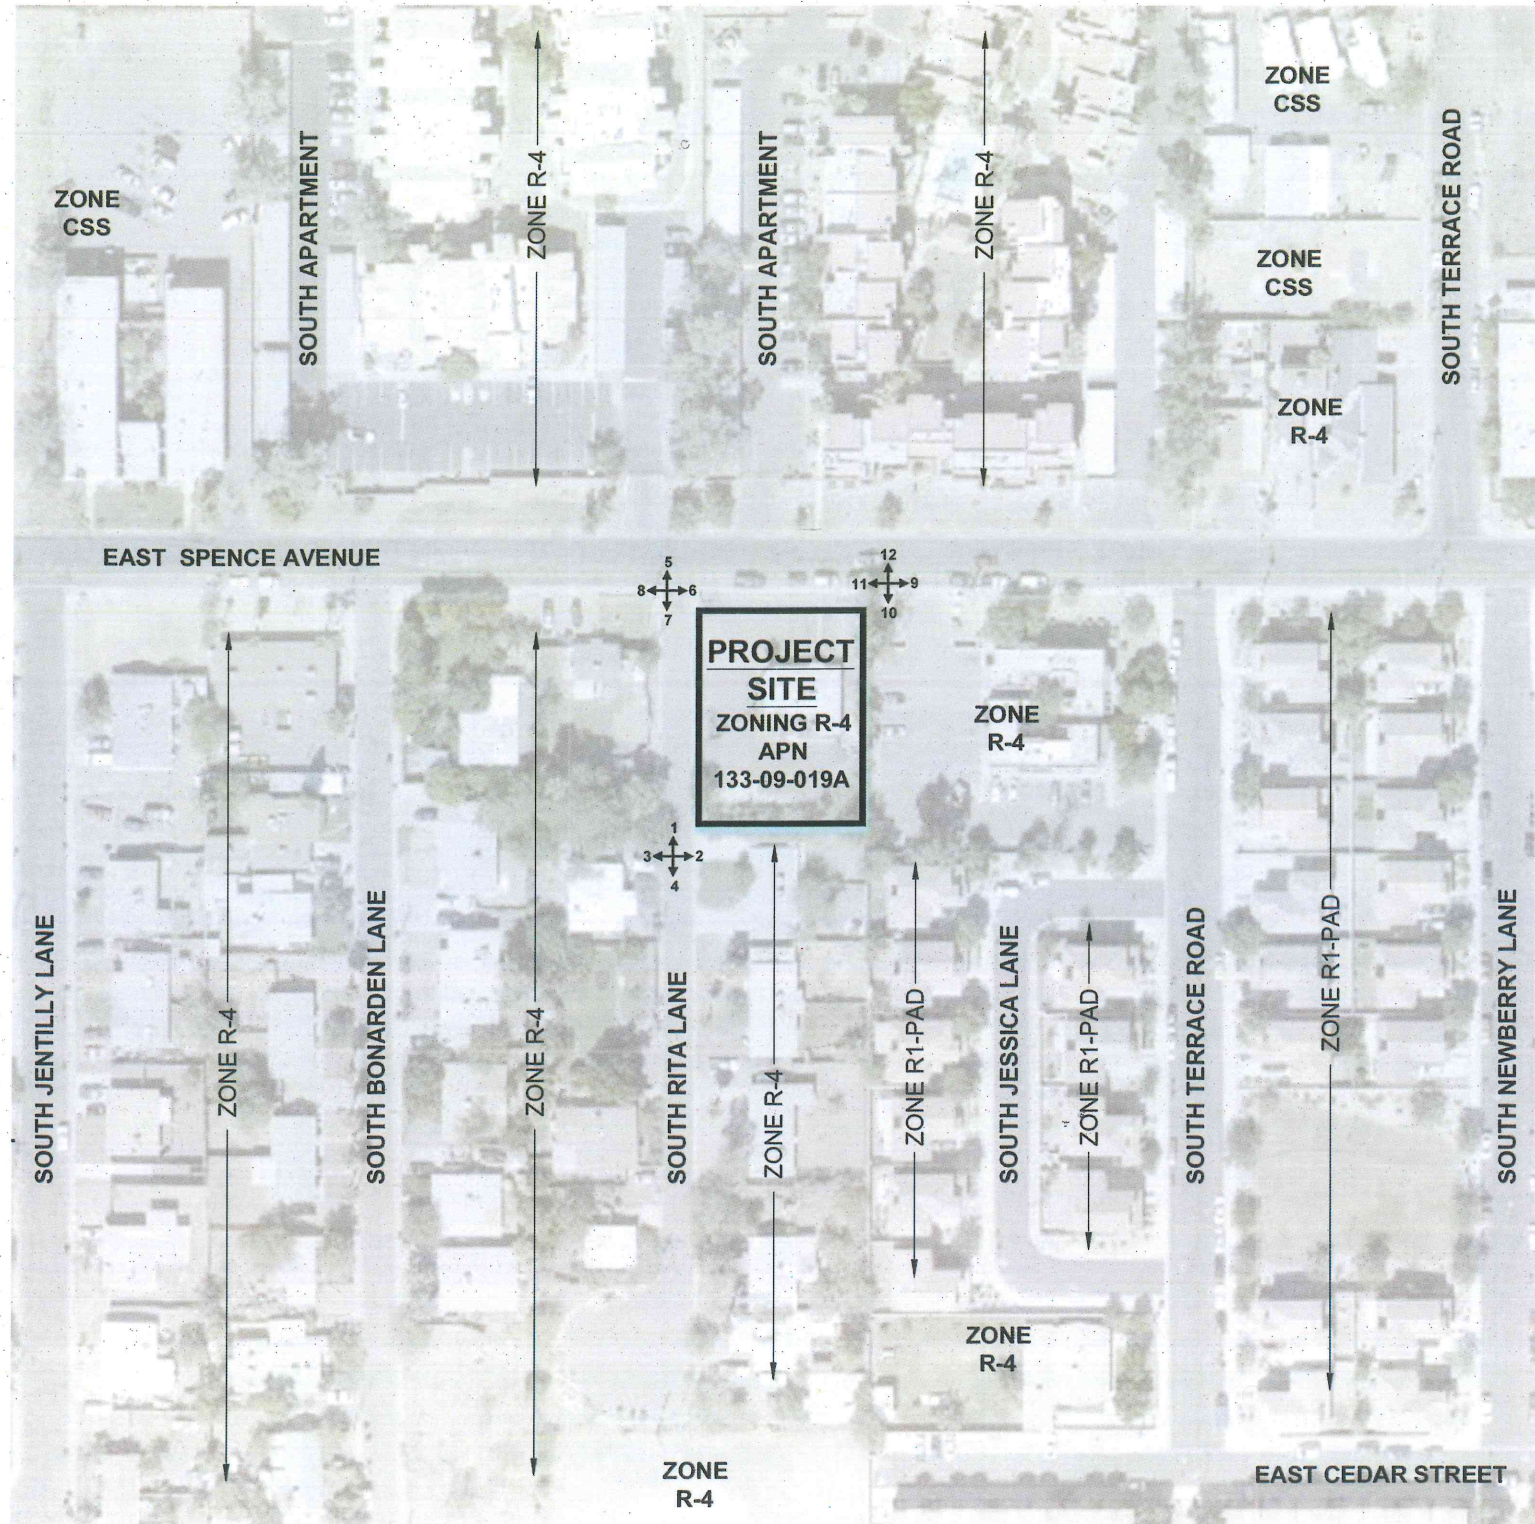 ZONE
CSS
SOUTH APARTMENT
ZONE R-4
SOUTH APARTMENT
ZONE R-4
ZONE
CSS
ZONE
CSS
ZONE
R-4
SOUTH TERRACE ROAD
EAST SPENCE AVENUE
5
8 6
7
12
11 9
10
PROJECT
SITE
ZONING R-4
APN
133-09-019A
ZONE
R-4
1
3 2
4
SOUTH JENTILLY LANE
ZONE R-4
SOUTH BONARDEN LANE
ZONE R-4
SOUTH RITA LANE
ZONE R-4
ZONE R1-PAD
SOUTH JESSICA LANE
ZONE R1-PAD
SOUTH TERRACE ROAD
ZONE R1-PAD
SOUTH NEWBERRY LANE
ZONE
R-4
ZONE
R-4
EAST CEDAR STREET